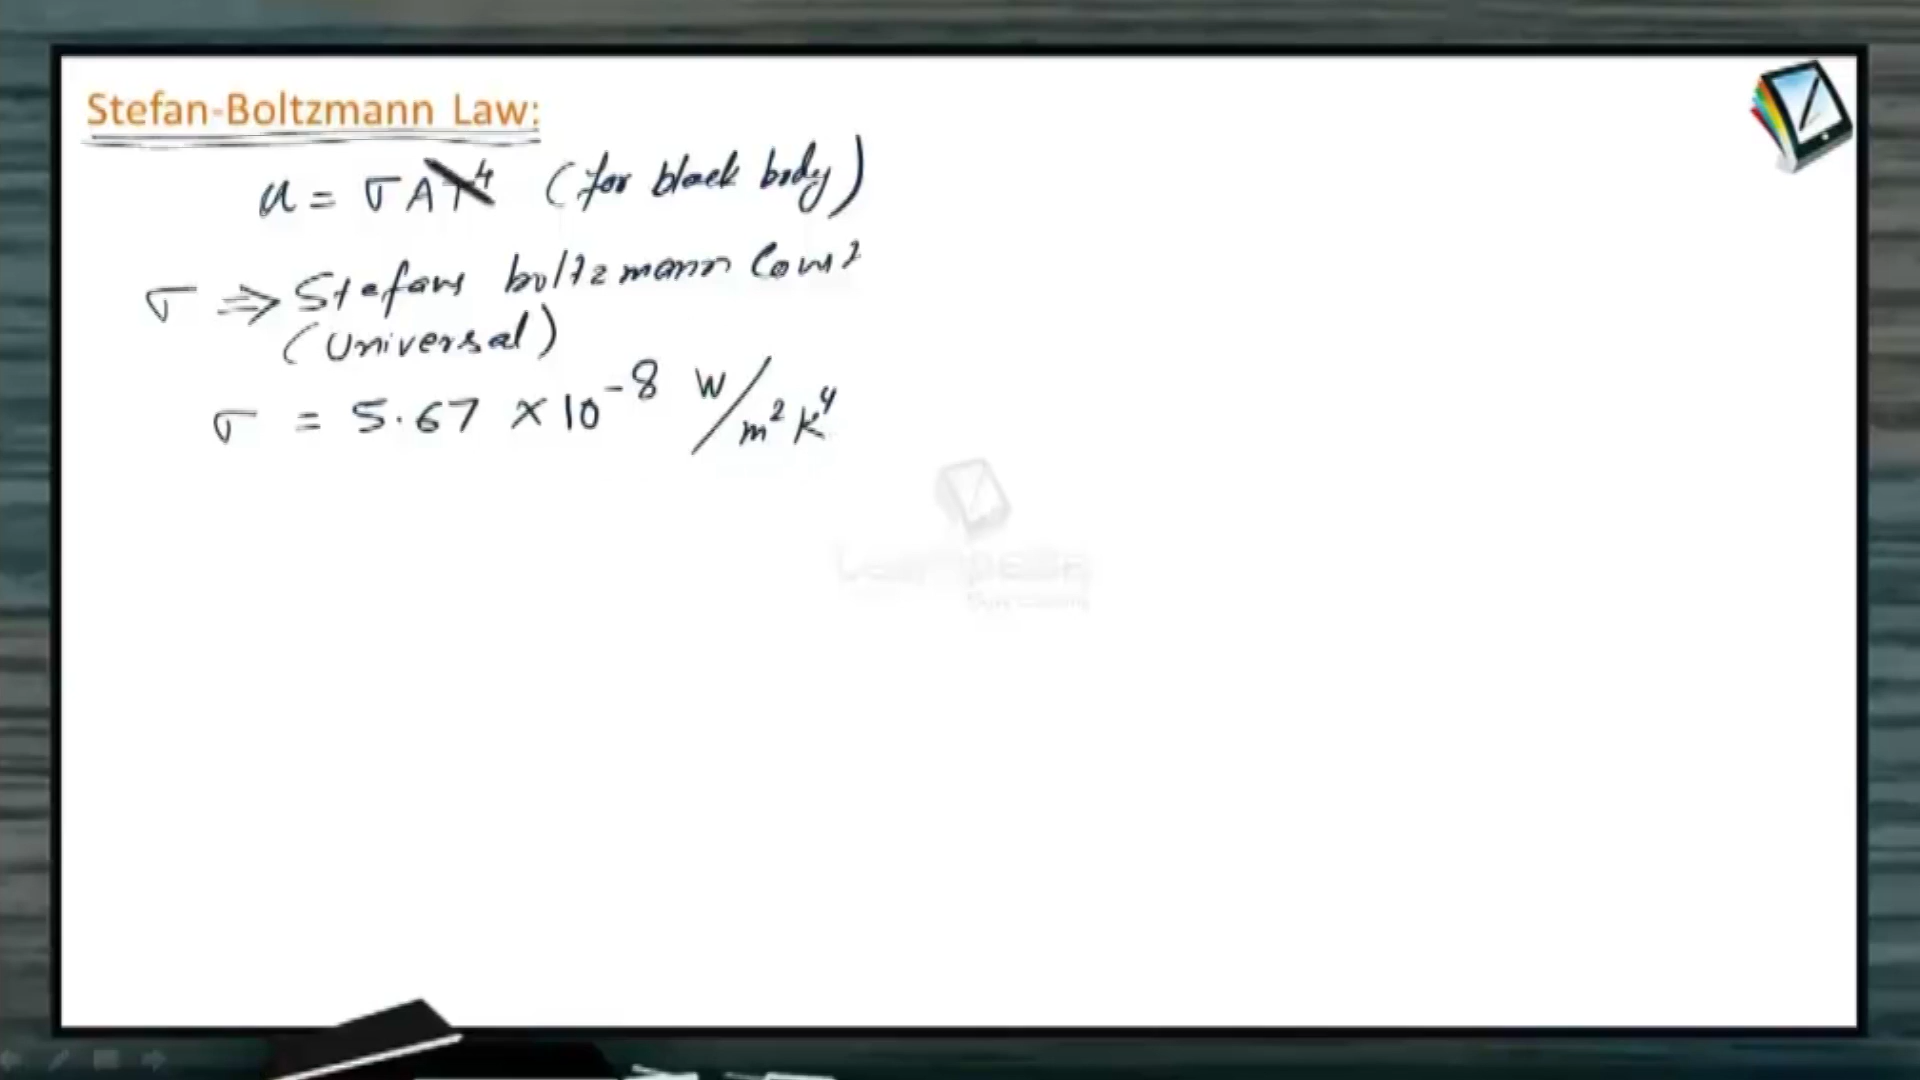 Stefan-Boltzmann Law:
u = σAT⁴ (for black body)
σ ⇒ Stefans boltzmann Const
(Universal)
σ = 5.67 × 10⁻⁸ W/m²K⁴